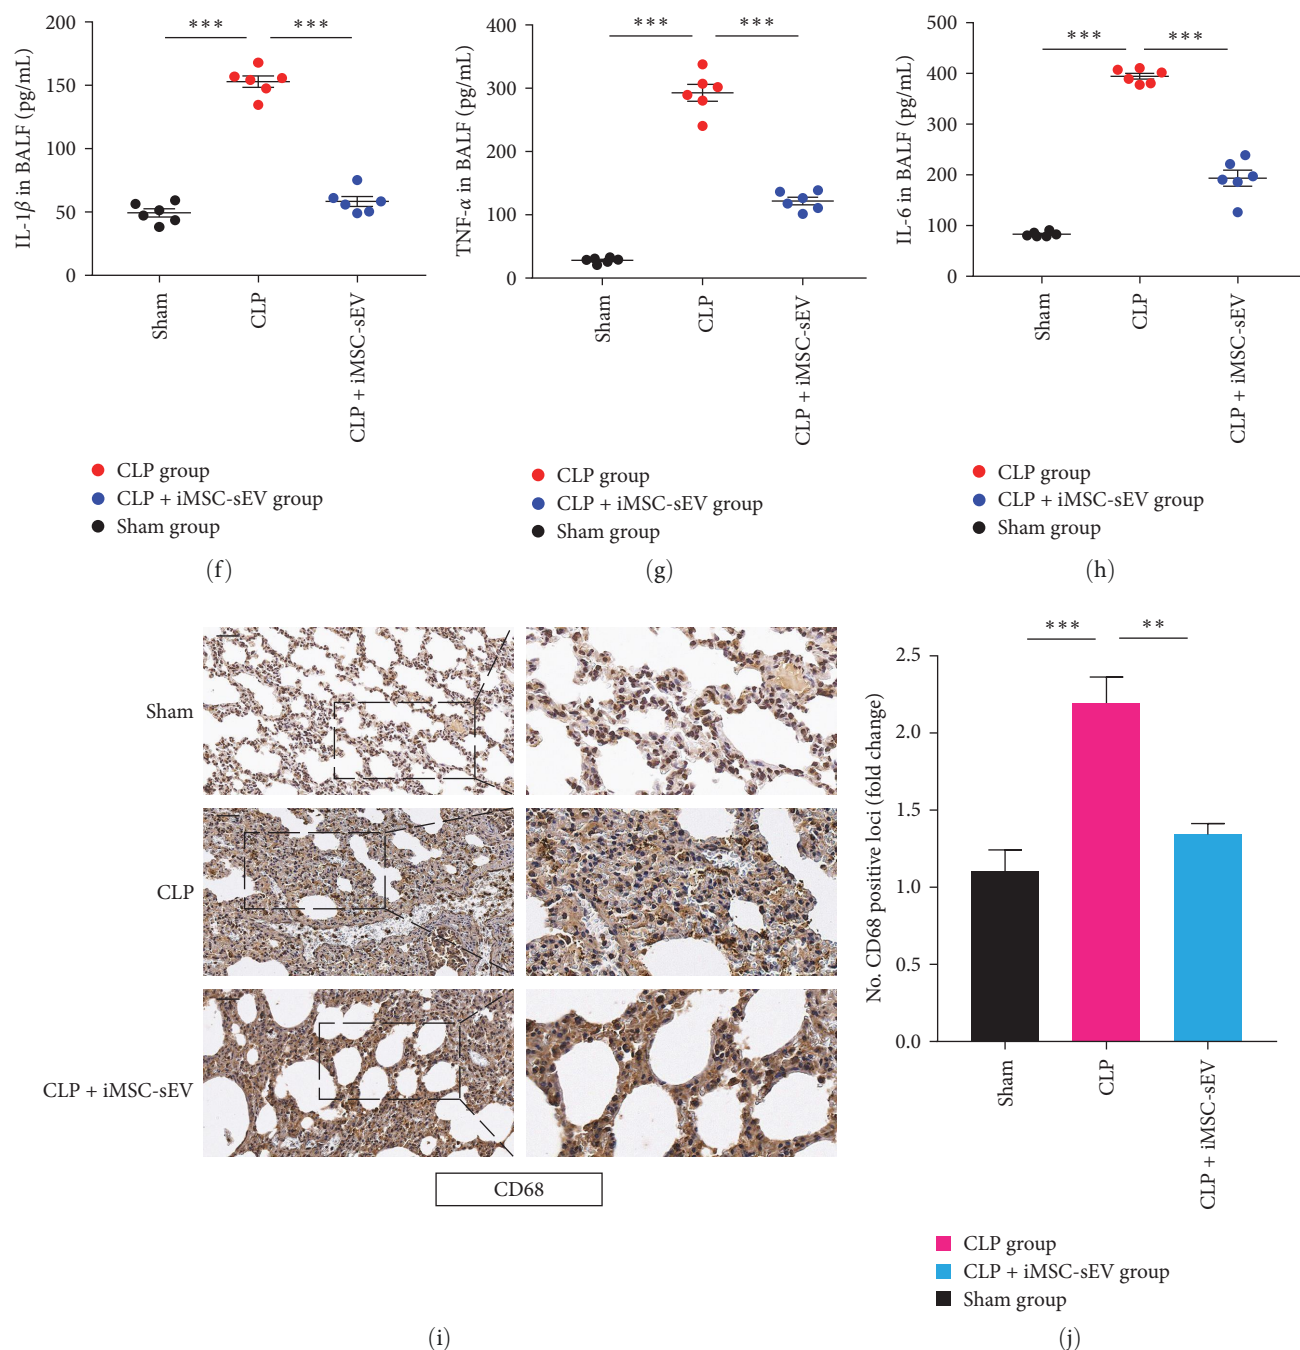 *** ***
200
150
100
50
0
IL-1β in BALF (pg/mL)
Sham
CLP
CLP + iMSC-sEV
CLP group
CLP + iMSC-sEV group
Sham group
(f)
*** ***
400
300
200
100
0
TNF-α in BALF (pg/mL)
Sham
CLP
CLP + iMSC-sEV
CLP group
CLP + iMSC-sEV group
Sham group
(g)
*** ***
500
400
300
200
100
0
IL-6 in BALF (pg/mL)
Sham
CLP
CLP + iMSC-sEV
CLP group
CLP + iMSC-sEV group
Sham group
(h)
Sham
CLP
CLP + iMSC-sEV
CD68
(i)
*** **
2.5
2.0
1.5
1.0
0.5
0.0
No. CD68 positive loci (fold change)
Sham
CLP
CLP + iMSC-sEV
CLP group
CLP + iMSC-sEV group
Sham group
(j)